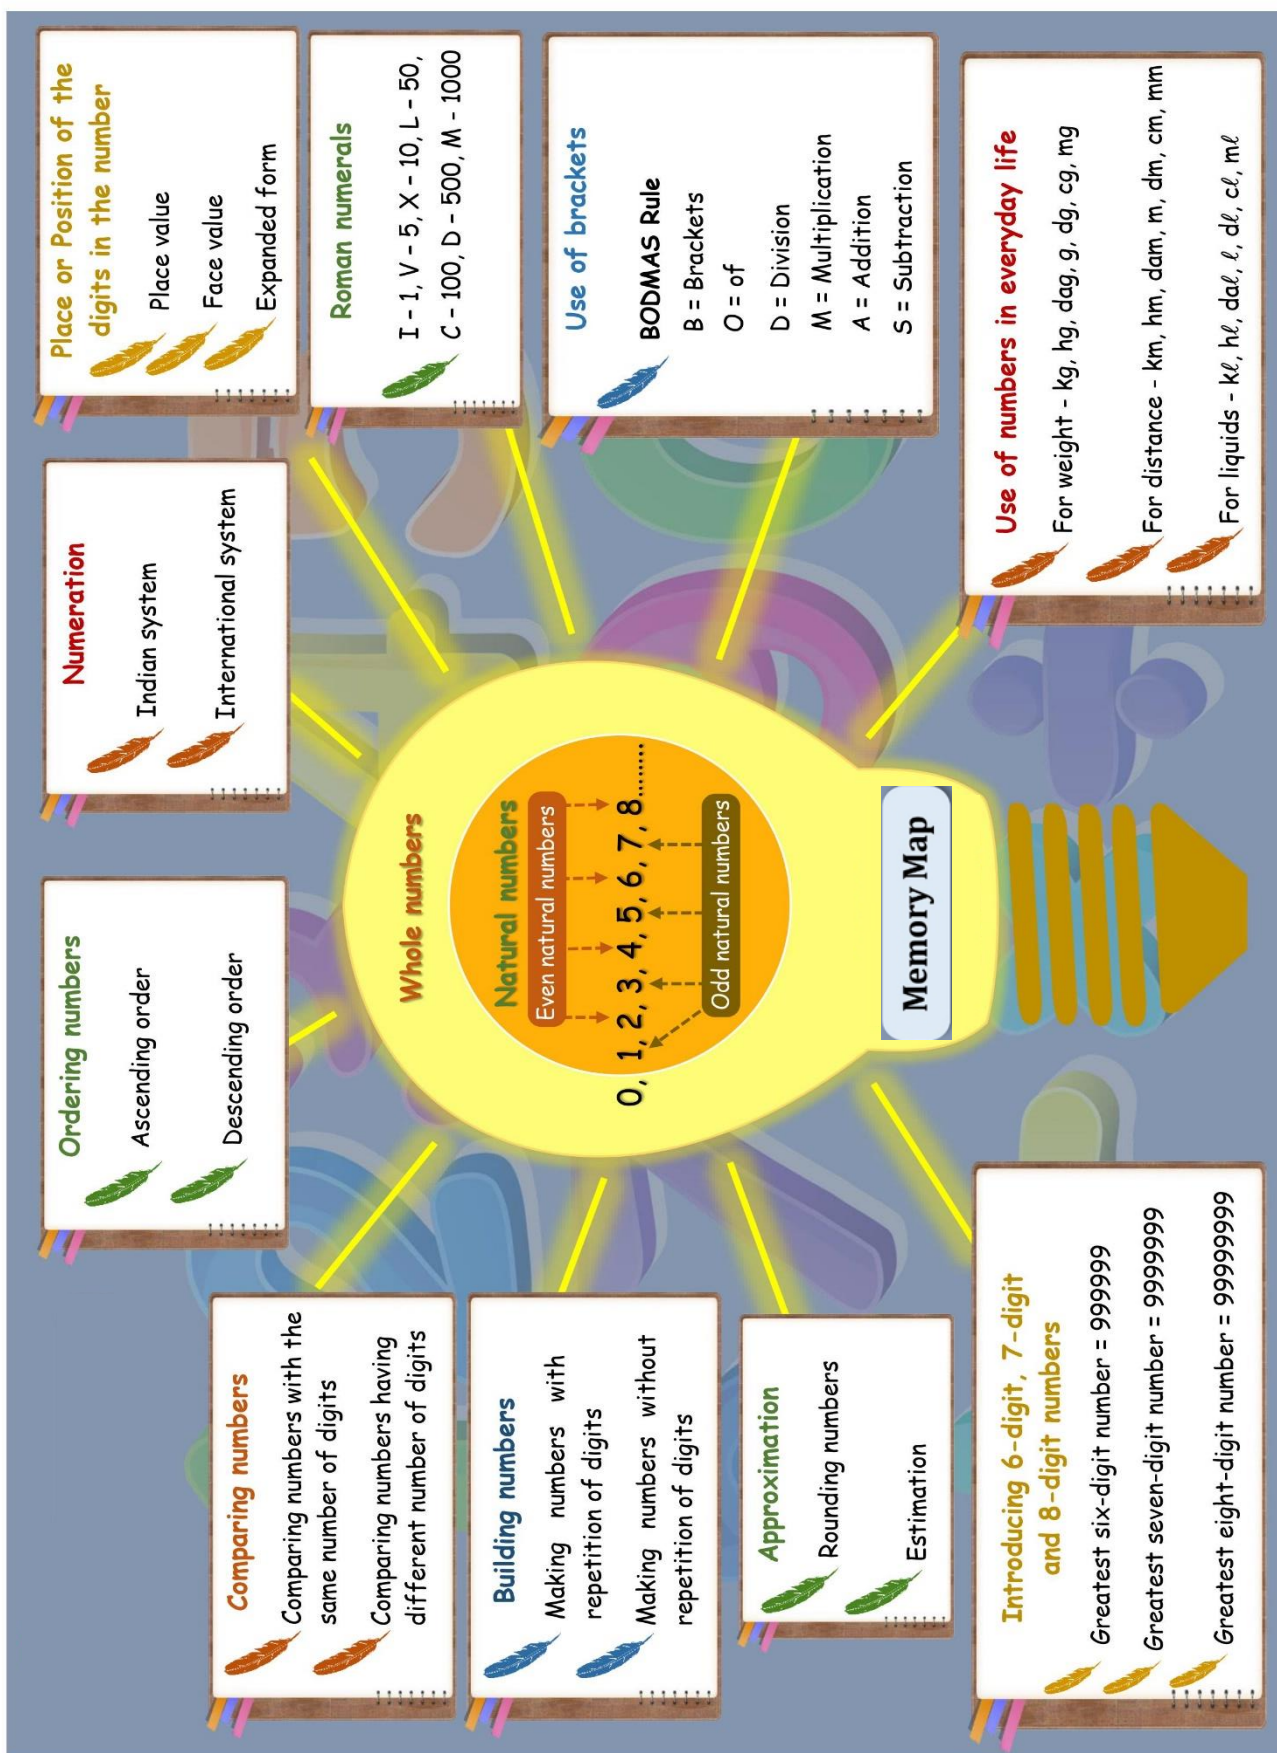 Comparing numbers
Comparing numbers with the
same number of digits
Comparing numbers having
different number of digits
Ordering numbers
Ascending order
Descending order
Numeration
Indian system
International system
Place or Position of the
digits in the number
Place value
Face value
Expanded form
Roman numerals
I - 1, V - 5, X - 10, L - 50,
C - 100, D - 500, M - 1000
Building numbers
Making numbers with
repetition of digits
Making numbers without
repetition of digits
Whole numbers
Natural numbers
Even natural numbers
0, 1, 2, 3, 4, 5, 6, 7, 8.........
Odd natural numbers
Use of brackets
BODMAS Rule
B = Brackets
O = of
D = Division
M = Multiplication
A = Addition
S = Subtraction
Approximation
Rounding numbers
Estimation
Memory Map
Introducing 6-digit, 7-digit
and 8-digit numbers
Greatest six-digit number = 999999
Greatest seven-digit number = 9999999
Greatest eight-digit number = 99999999
Use of numbers in everyday life
For weight - kg, hg, dag, g, dg, cg, mg
For distance - km, hm, dam, m, dm, cm, mm
For liquids - kℓ, hℓ, daℓ, ℓ, dℓ, cℓ, mℓ